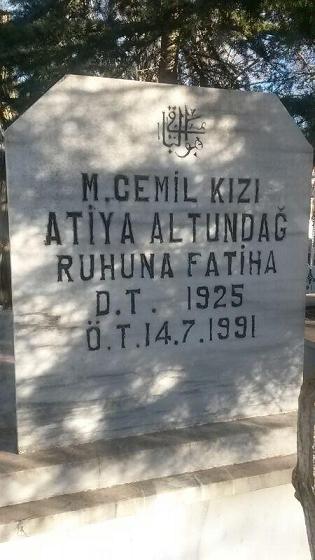 هو الباقي
M.CEMİL KIZI
ATİYA ALTUNDAĞ
RUHUNA FATİHA
D.T. 1925
Ö.T.14.7.1991